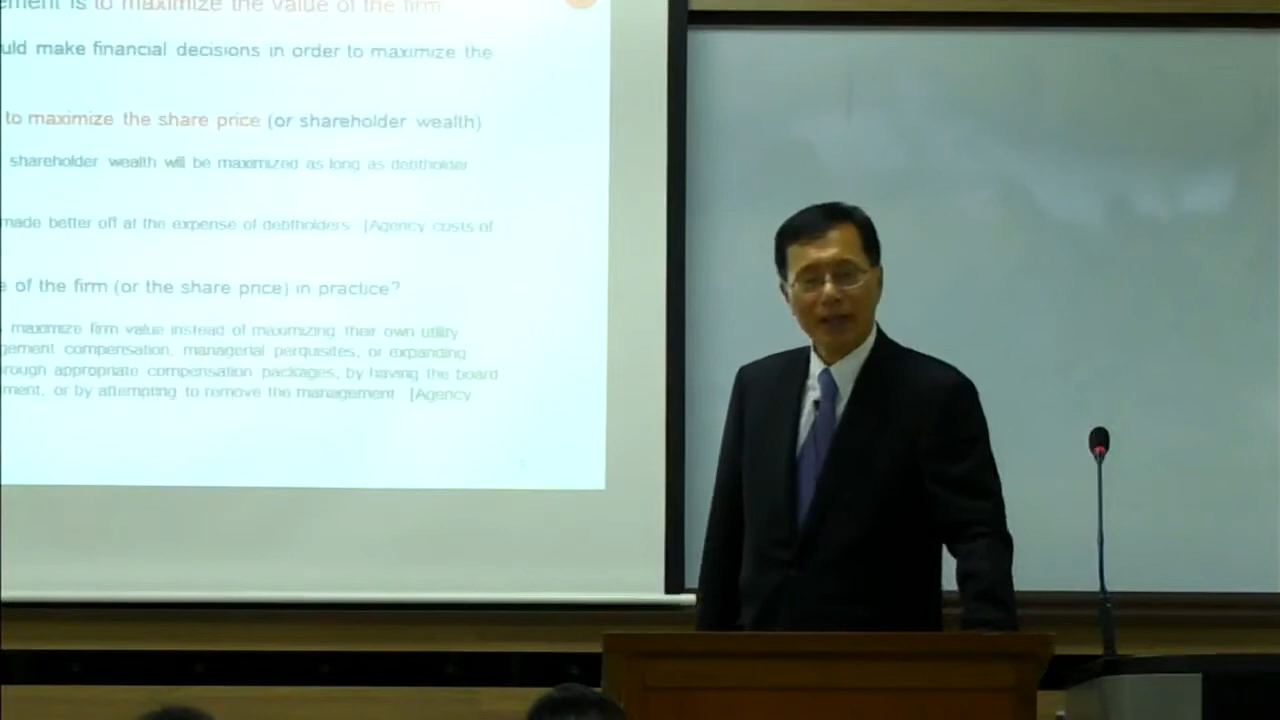 ement is to maximize the value of the firm
uld make financial decisions in order to maximize the
to maximize the share price (or shareholder wealth)
shareholder wealth will be maximized as long as debtholder
made better off at the expense of debtholders. [Agency costs of
e of the firm (or the share price) in practice?
maximize firm value instead of maximizing their own utility
gement compensation, managerial perquisites, or expanding
rough appropriate compensation packages, by having the board
ment, or by attempting to remove the management. [Agency